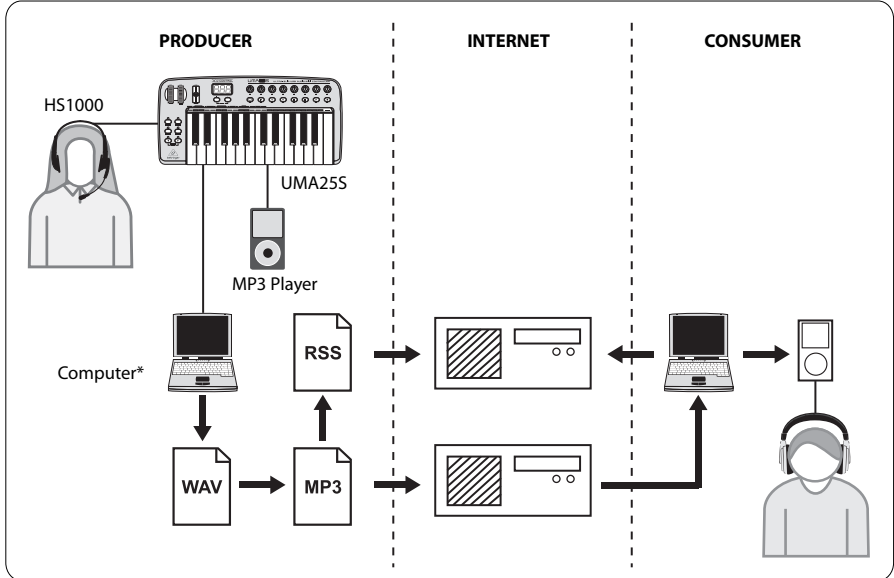 PRODUCER
INTERNET
CONSUMER
HS1000
UMA25S
MP3 Player
Computer*
RSS
WAV
MP3